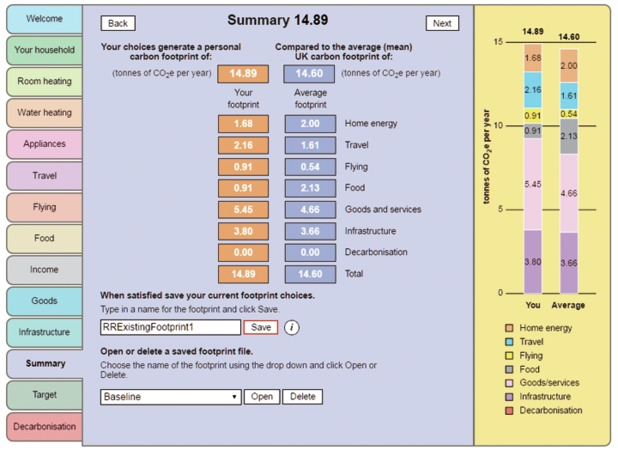 Welcome
Your household
Room heating
Water heating
Appliances
Travel
Flying
Food
Income
Goods
Infrastructure
Summary
Target
Decarbonisation
Back
Summary 14.89
Next
Your choices generate a personal
carbon footprint of:
Compared to the average (mean)
UK carbon footprint of:
(tonnes of CO2e per year) 14.89 14.60 (tonnes of CO2e per year)
Your
footprint
Average
footprint
1.68 2.00 Home energy
2.16 1.61 Travel
0.91 0.54 Flying
0.91 2.13 Food
5.45 4.66 Goods and services
3.80 3.66 Infrastructure
0.00 0.00 Decarbonisation
14.89 14.60 Total
When satisfied save your current footprint choices.
Type in a name for the footprint and click Save.
RRExistingFootprint1 Save i
Open or delete a saved footprint file.
Choose the name of the footprint using the drop down and click Open or
Delete.
Baseline Open Delete
tonnes of CO2e per year
15
10
5
0
14.89 14.60
1.68 2.00
2.16 1.61
0.91 0.54
0.91 2.13
5.45 4.66
3.80 3.66
You Average
Home energy
Travel
Flying
Food
Goods/services
Infrastructure
Decarbonisation